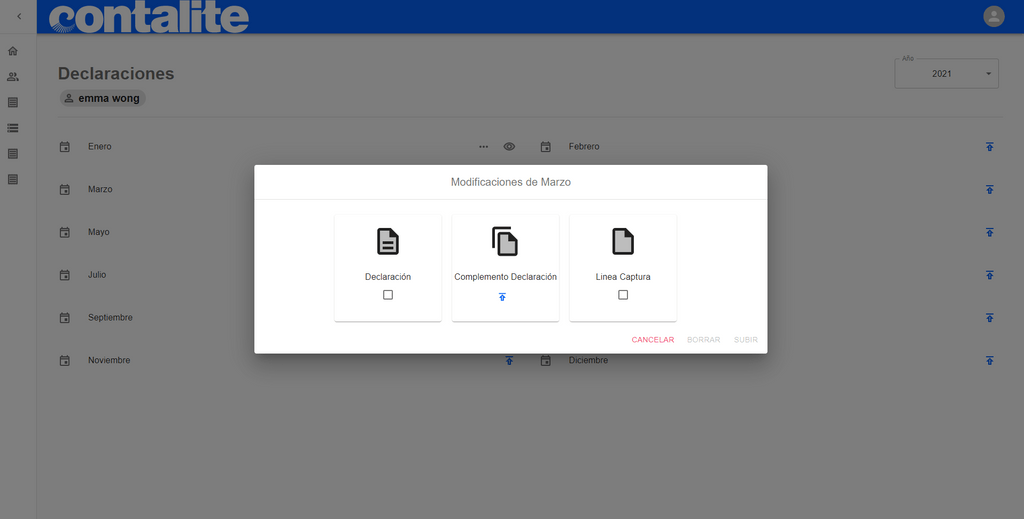 contalite
Declaraciones
Año
2021
emma wong
Enero
Febrero
Marzo
Mayo
Julio
Septiembre
Noviembre
Diciembre
Modificaciones de Marzo
Declaración
Complemento Declaración
Linea Captura
CANCELAR
BORRAR
SUBIR